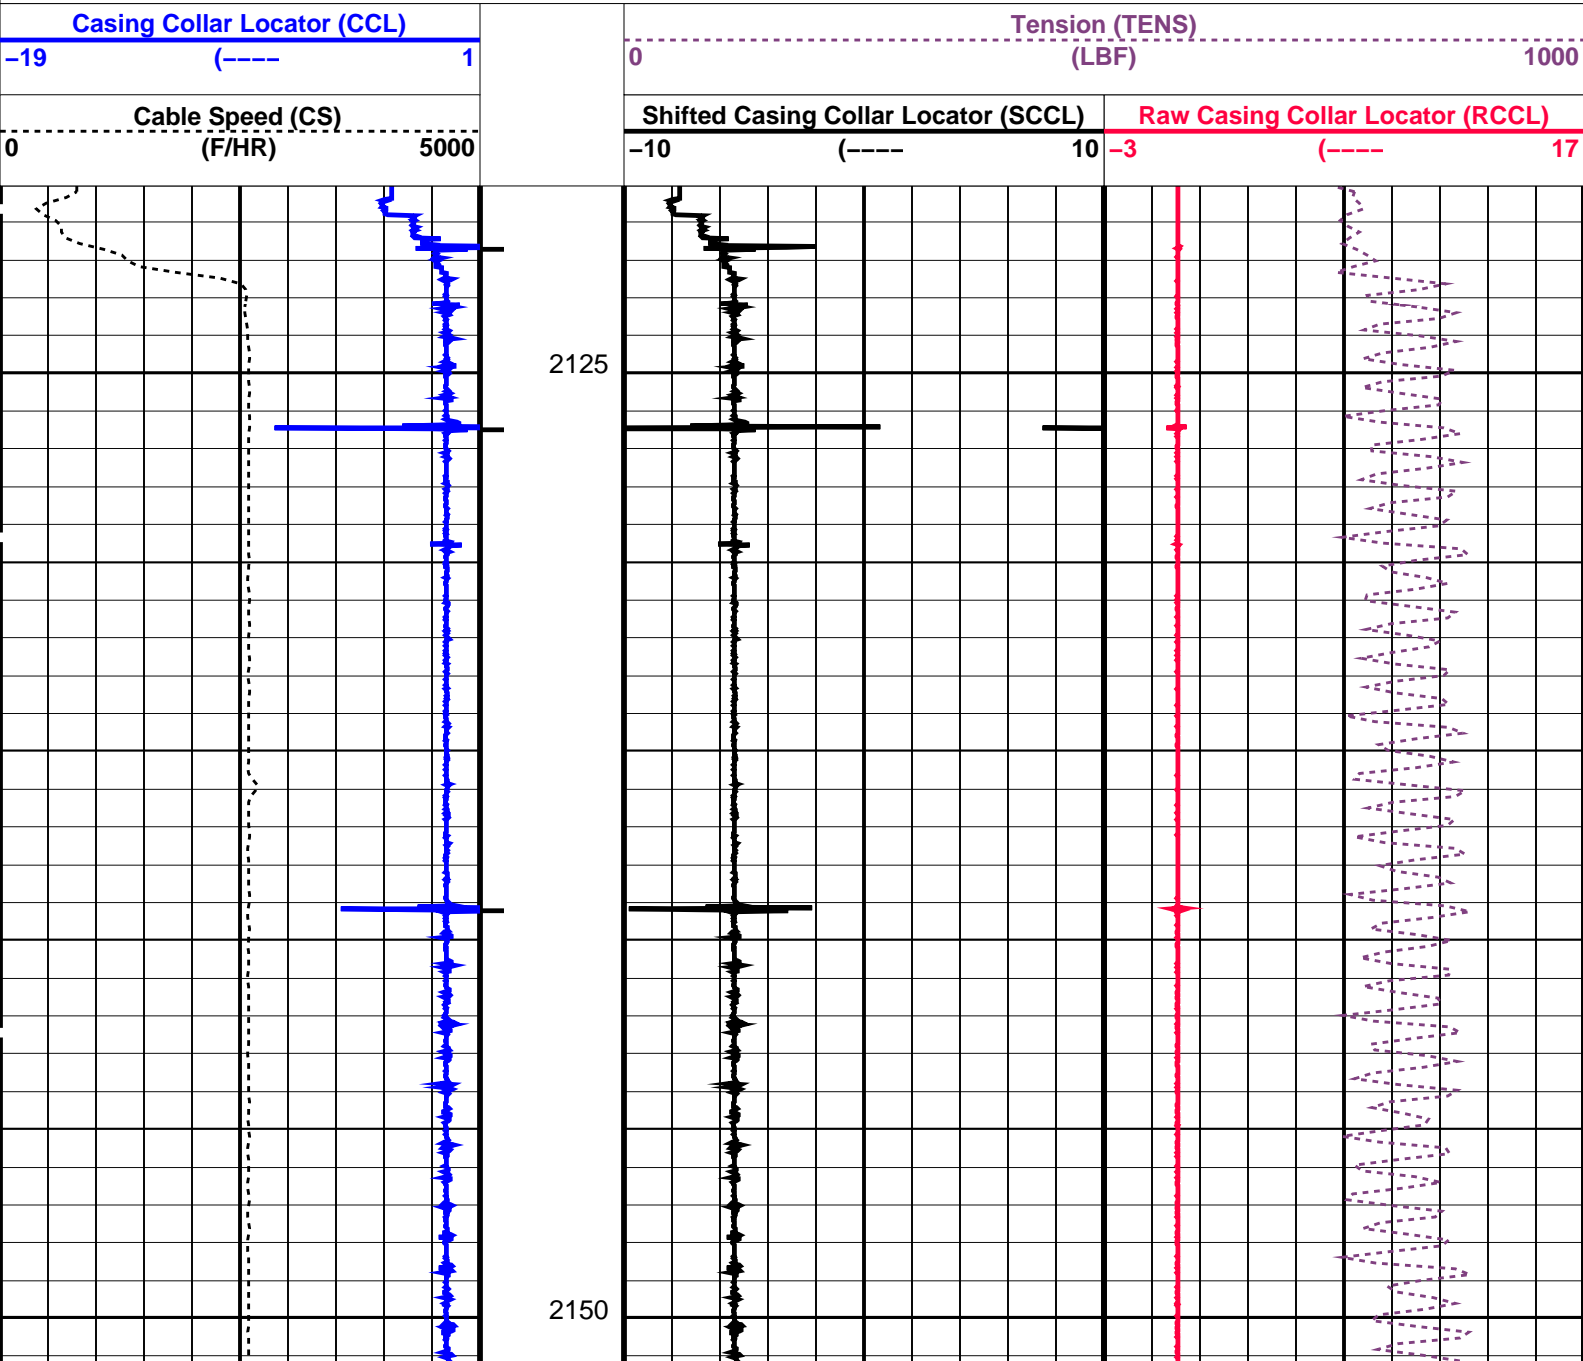 Casing Collar Locator (CCL)
−19 (−−−− 1
Tension (TENS)
0 (LBF) 1000
Cable Speed (CS)
0 (F/HR) 5000
Shifted Casing Collar Locator (SCCL)
−10 (−−−− 10
Raw Casing Collar Locator (RCCL)
−3 (−−−− 17
2125
2150